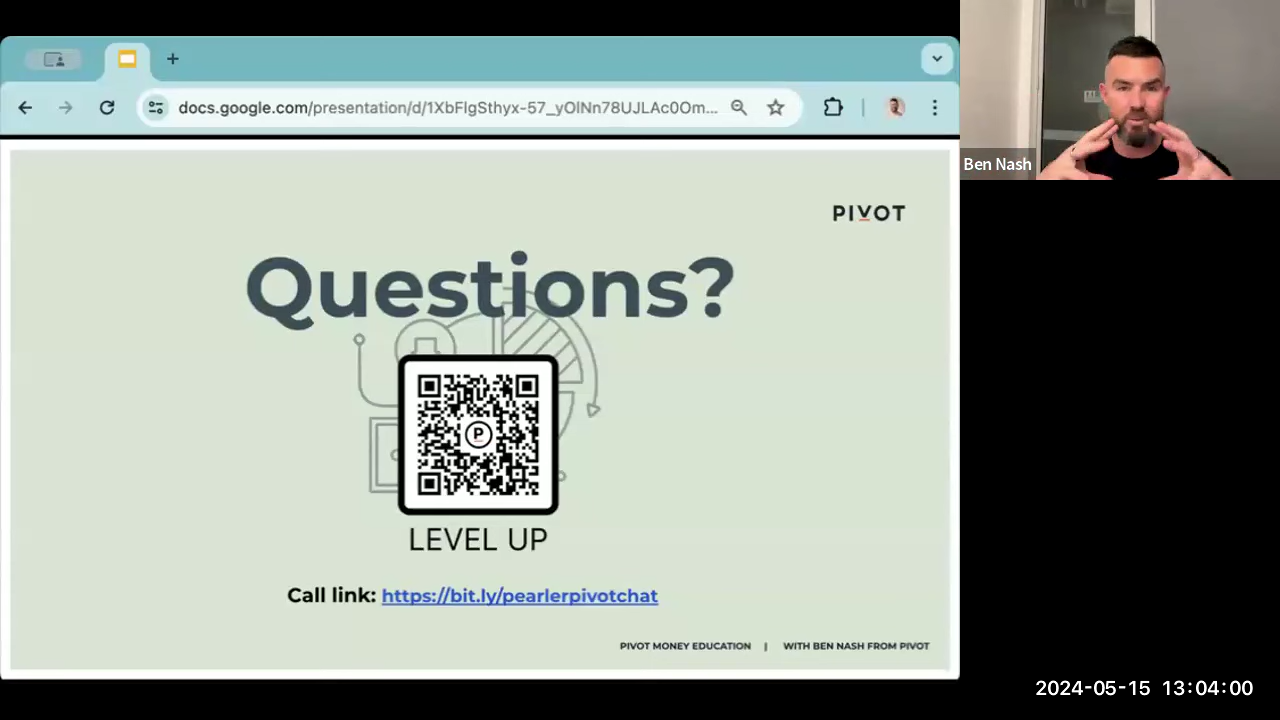 docs.google.com/presentation/d/1XbFIgSthyx-57_yOlNn78UJLAc0Om...
Ben Nash
PIVOT
Questions?
P
LEVEL UP
Call link: https://bit.ly/pearlerpivotchat
PIVOT MONEY EDUCATION | WITH BEN NASH FROM PIVOT
2024-05-15 13:04:00